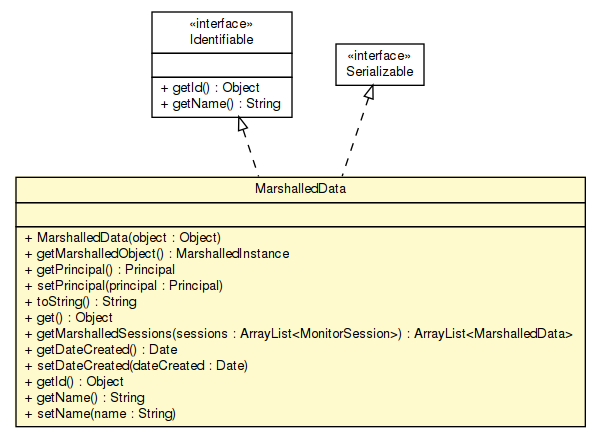 «interface»
Identifiable
+ getId() : Object
+ getName() : String
«interface»
Serializable
MarshalledData
+ MarshalledData(object : Object)
+ getMarshalledObject() : MarshalledInstance
+ getPrincipal() : Principal
+ setPrincipal(principal : Principal)
+ toString() : String
+ get() : Object
+ getMarshalledSessions(sessions : ArrayList<MonitorSession>) : ArrayList<MarshalledData>
+ getDateCreated() : Date
+ setDateCreated(dateCreated : Date)
+ getId() : Object
+ getName() : String
+ setName(name : String)